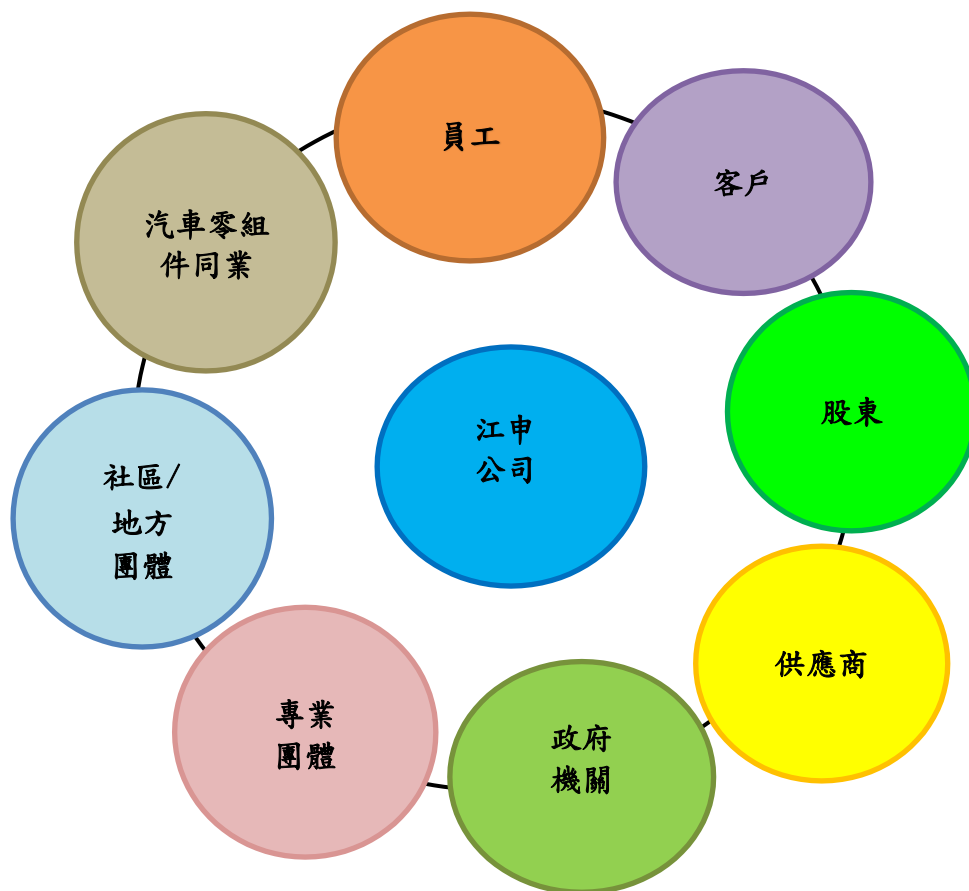 員工
客戶
股東
供應商
政府
機關
專業
團體
社區/
地方
團體
汽車零組
件同業
江申
公司